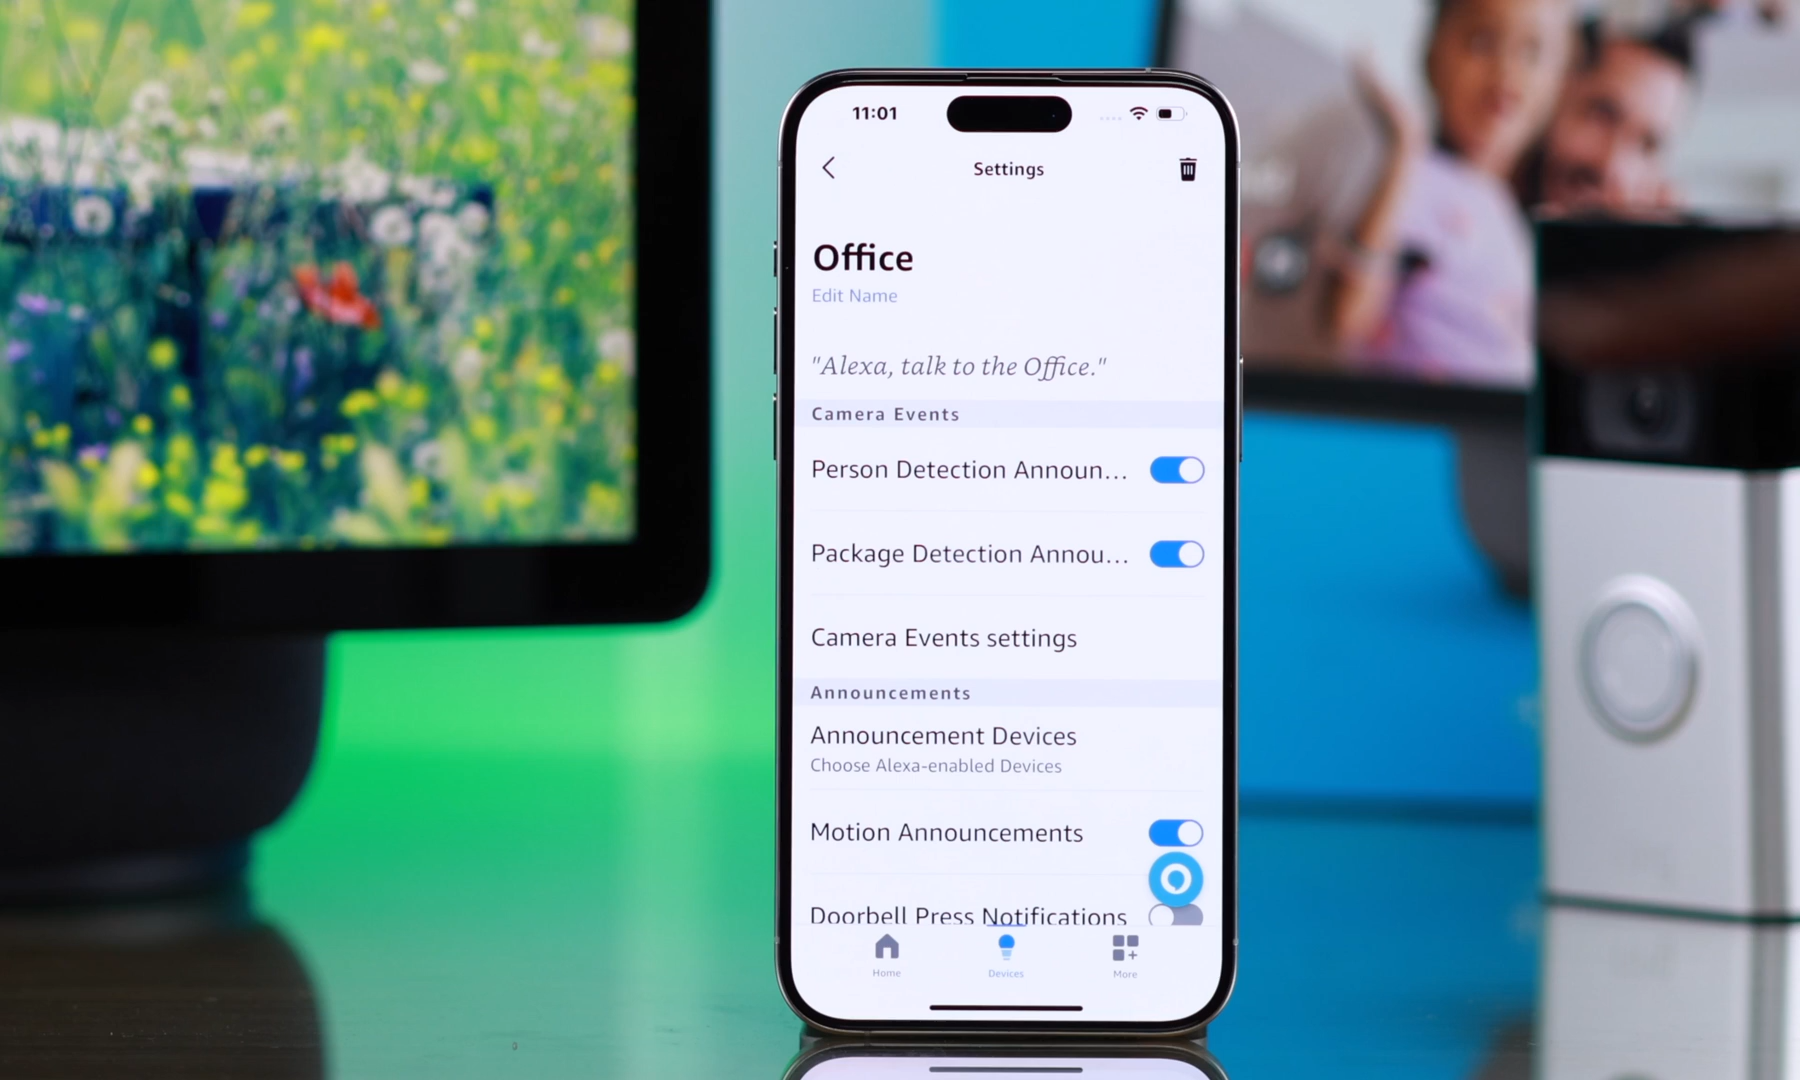 11:01
Settings
Office
Edit Name
"Alexa, talk to the Office."
Camera Events
Person Detection Announ...
Package Detection Annou...
Camera Events settings
Announcements
Announcement Devices
Choose Alexa-enabled Devices
Motion Announcements
Doorbell Press Notifications
Home
Devices
More